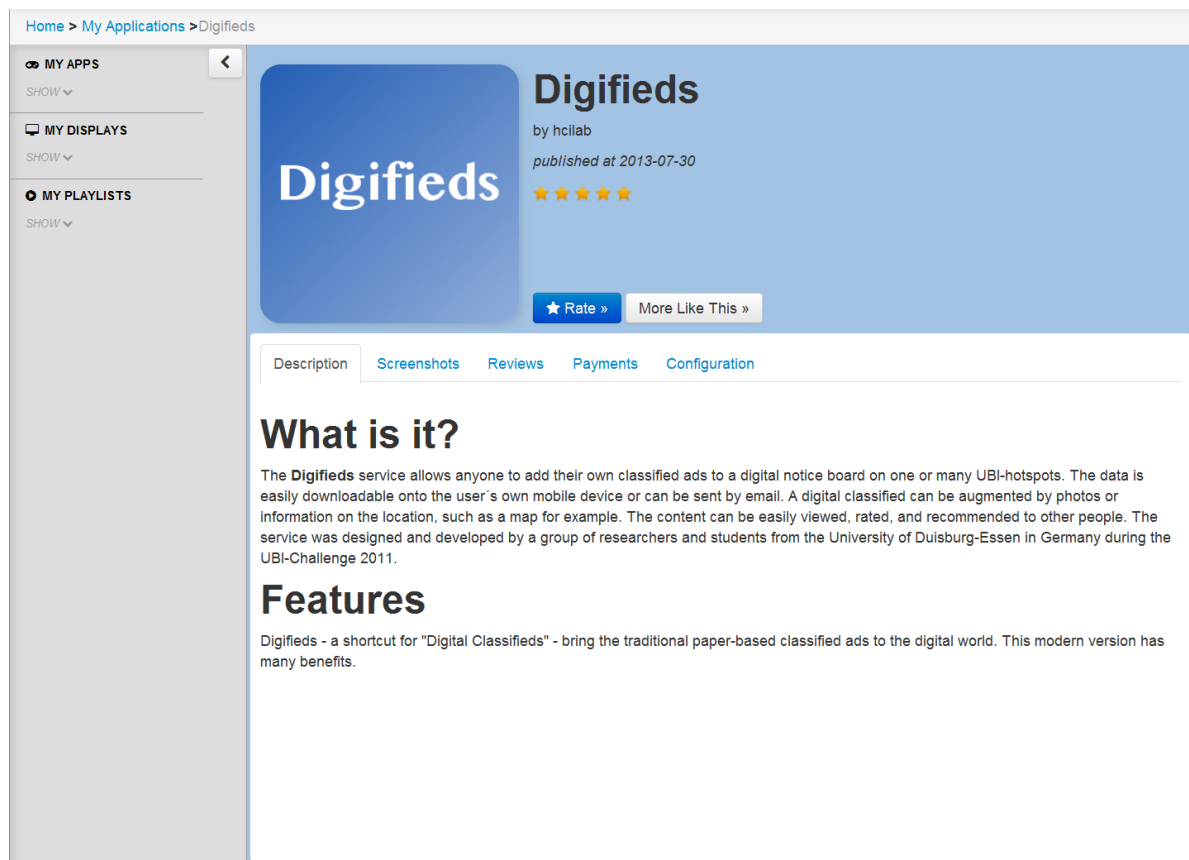 Home > My Applications >Digifieds
MY APPS
SHOW
MY DISPLAYS
SHOW
MY PLAYLISTS
SHOW
Digifieds
Digifieds
by hcilab
published at 2013-07-30
Rate »
More Like This »
Description Screenshots Reviews Payments Configuration
What is it?
The Digifieds service allows anyone to add their own classified ads to a digital notice board on one or many UBI-hotspots. The data is
easily downloadable onto the user´s own mobile device or can be sent by email. A digital classified can be augmented by photos or
information on the location, such as a map for example. The content can be easily viewed, rated, and recommended to other people. The
service was designed and developed by a group of researchers and students from the University of Duisburg-Essen in Germany during the
UBI-Challenge 2011.
Features
Digifieds - a shortcut for "Digital Classifieds" - bring the traditional paper-based classified ads to the digital world. This modern version has
many benefits.